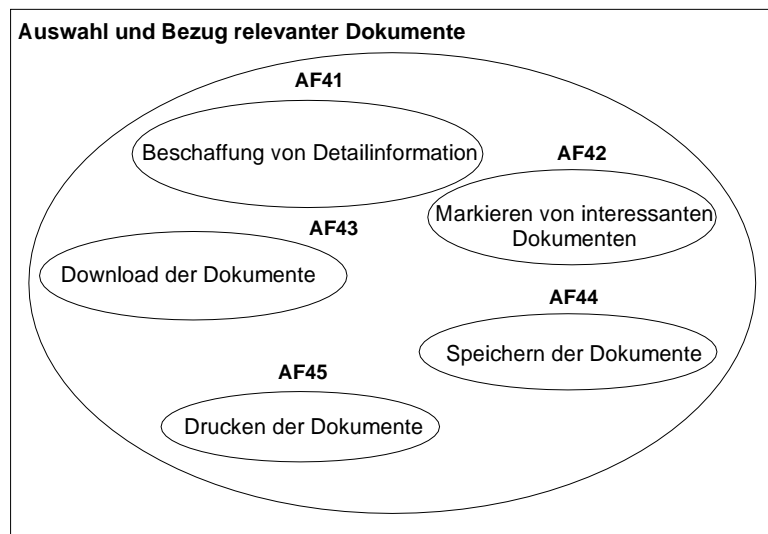 Auswahl und Bezug relevanter Dokumente
AF41
Beschaffung von Detailinformation
AF42
Markieren von interessanten
Dokumenten
AF43
Download der Dokumente
AF44
Speichern der Dokumente
AF45
Drucken der Dokumente